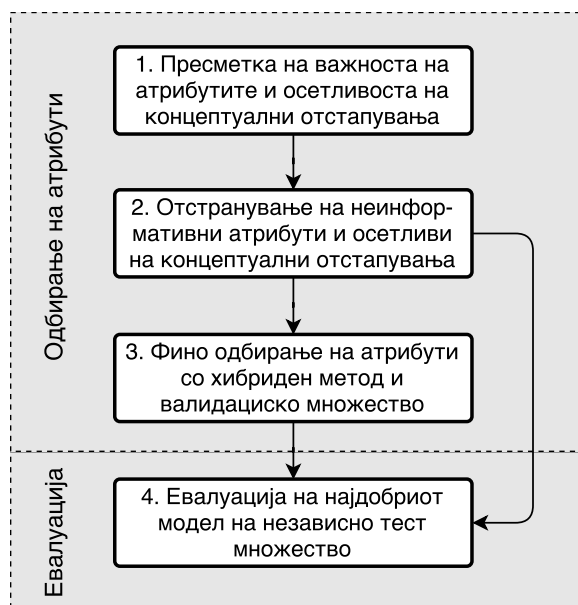 Одбирање на атрибути
1. Пресметка на важноста на
атрибутите и осетливоста на
концептуални отстапувања
2. Отстранување на неинфор-
мативни атрибути и осетливи
на концептуални отстапувања
3. Фино одбирање на атрибути
со хибриден метод и
валидациско множество
Евалуација
4. Евалуација на најдобриот
модел на независно тест
множество